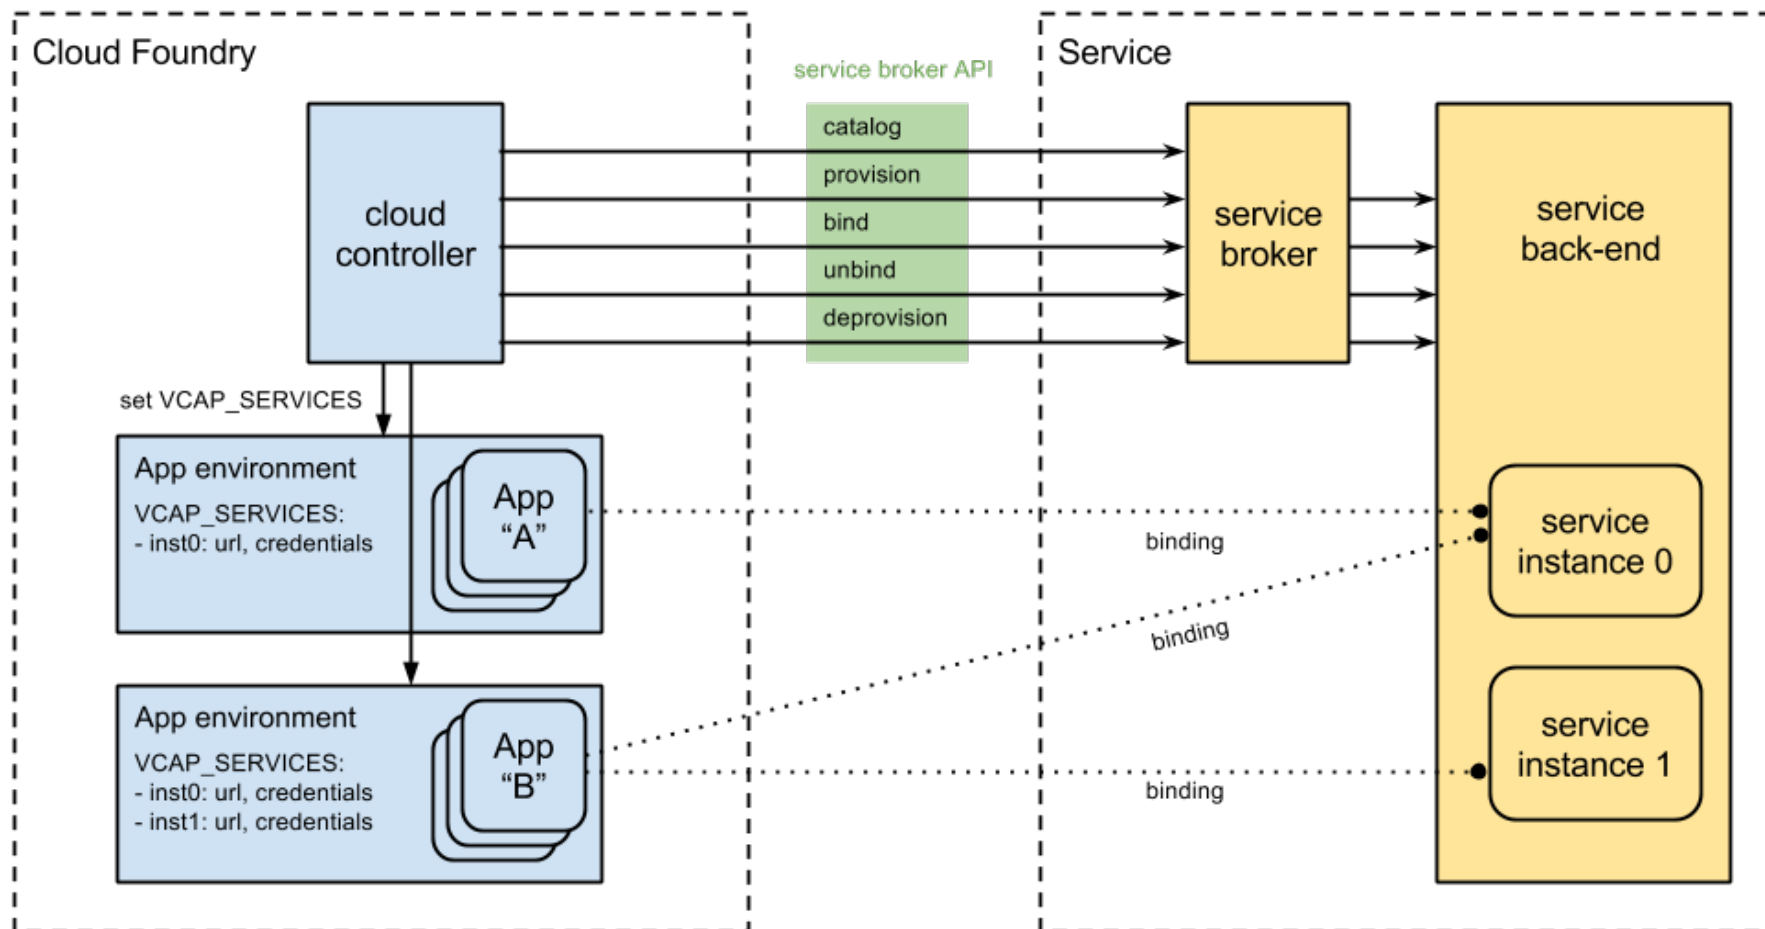 Cloud Foundry
service broker API
Service
catalog
provision
bind
unbind
deprovision
cloud
controller
service
broker
service
back-end
set VCAP_SERVICES
App environment
VCAP_SERVICES:
- inst0: url, credentials
App
“A”
binding
service
instance 0
binding
App environment
VCAP_SERVICES:
- inst0: url, credentials
- inst1: url, credentials
App
“B”
binding
service
instance 1